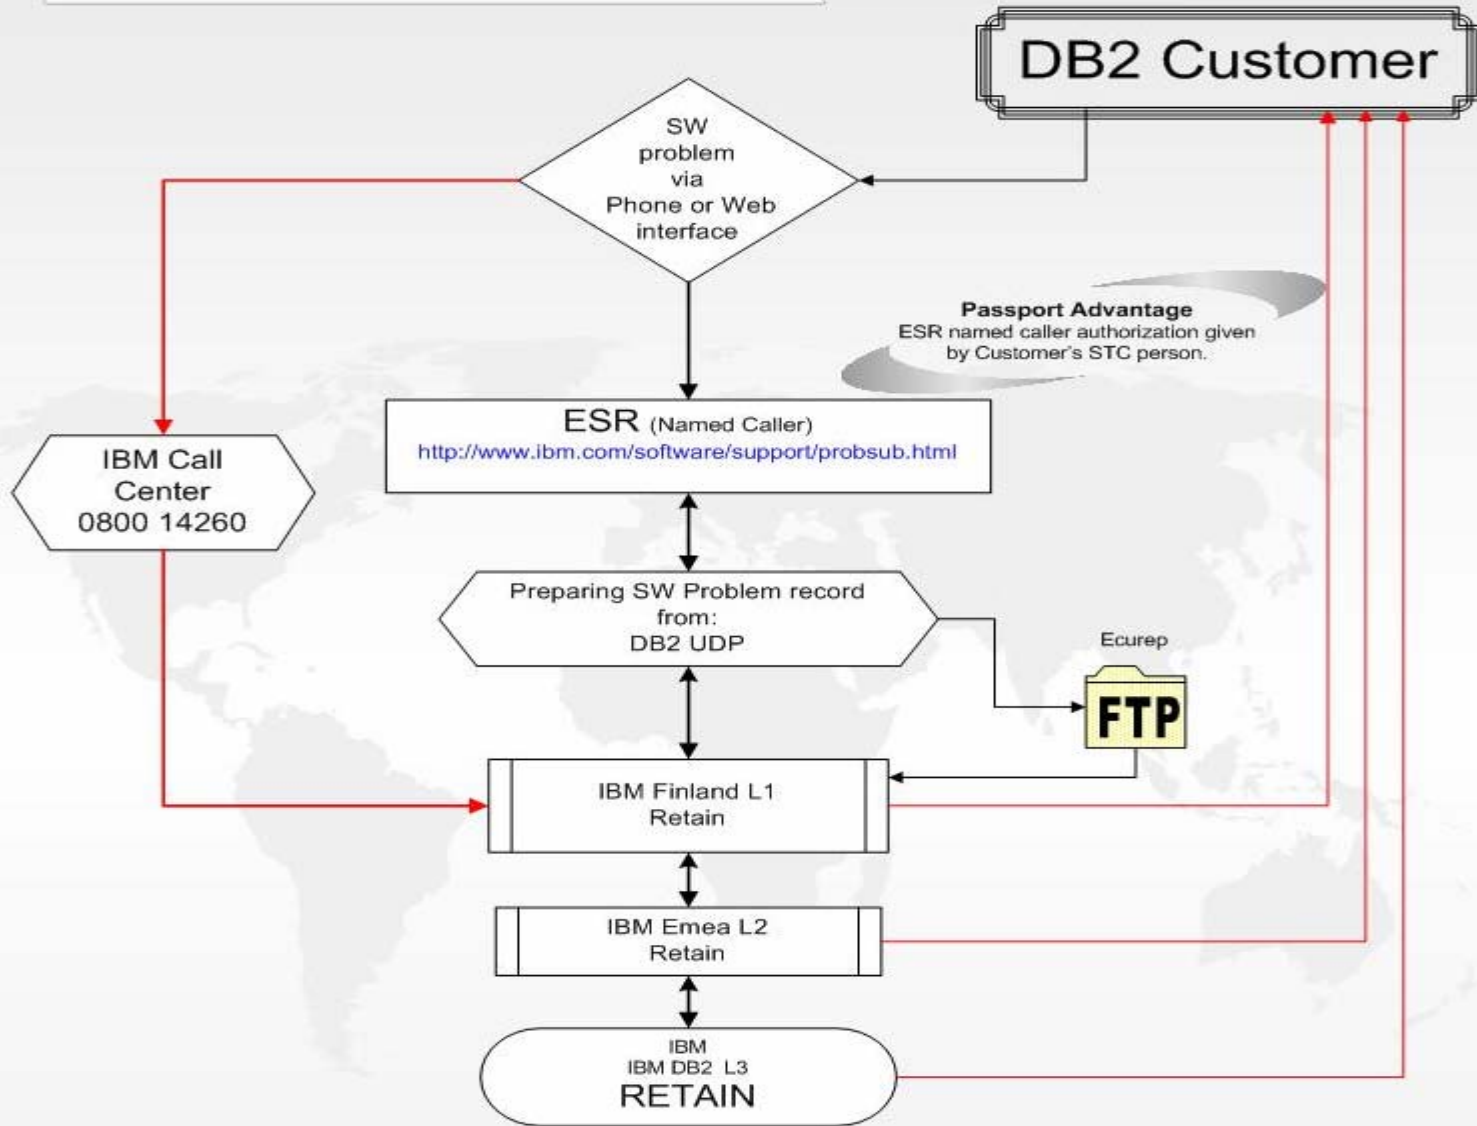 DB2 Customer
SW
problem
via
Phone or Web
interface
Passport Advantage
ESR named caller authorization given
by Customer's STC person.
ESR (Named Caller)
http://www.ibm.com/software/support/probsub.html
IBM Call
Center
0800 14260
Preparing SW Problem record
from:
DB2 UDP
Ecurep
FTP
IBM Finland L1
Retain
IBM Emea L2
Retain
IBM
IBM DB2 L3
RETAIN